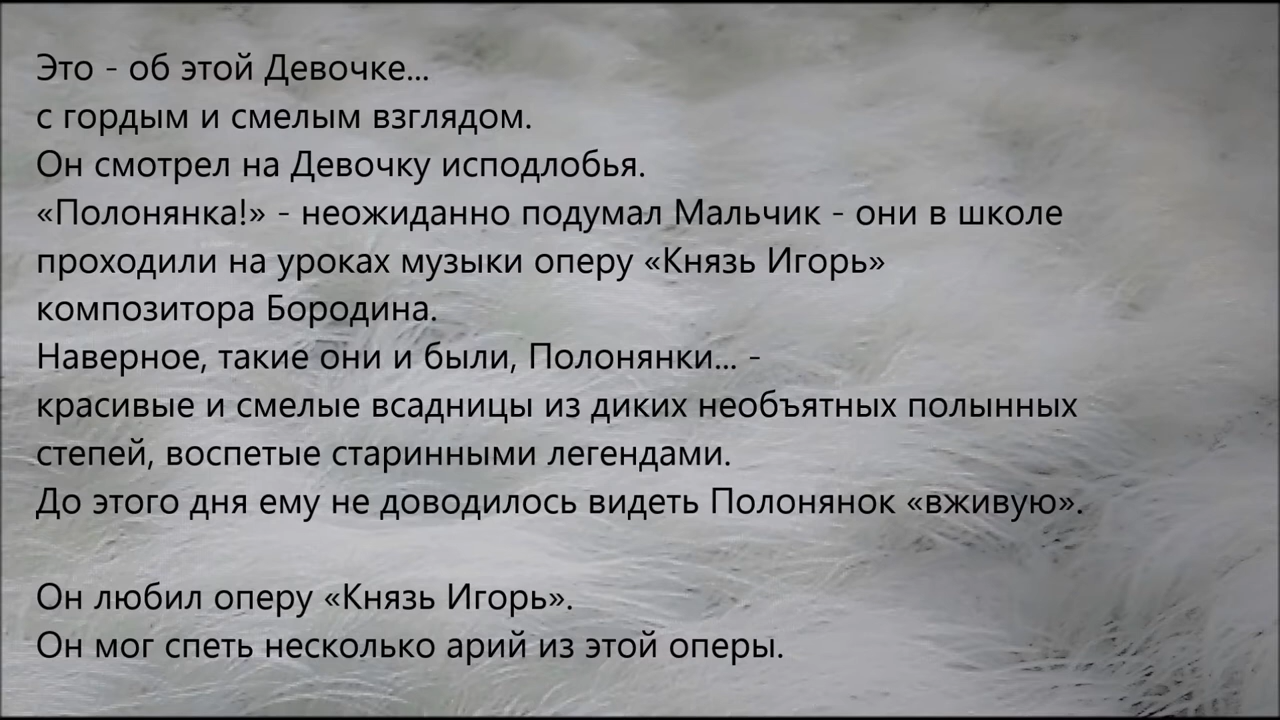 Это - об этой Девочке...
с гордым и смелым взглядом.
Он смотрел на Девочку исподлобья.
«Полонянка!» - неожиданно подумал Мальчик - они в школе
проходили на уроках музыки оперу «Князь Игорь»
композитора Бородина.
Наверное, такие они и были, Полонянки... -
красивые и смелые всадницы из диких необъятных полынных
степей, воспетые старинными легендами.
До этого дня ему не доводилось видеть Полонянок «вживую».
Он любил оперу «Князь Игорь».
Он мог спеть несколько арий из этой оперы.